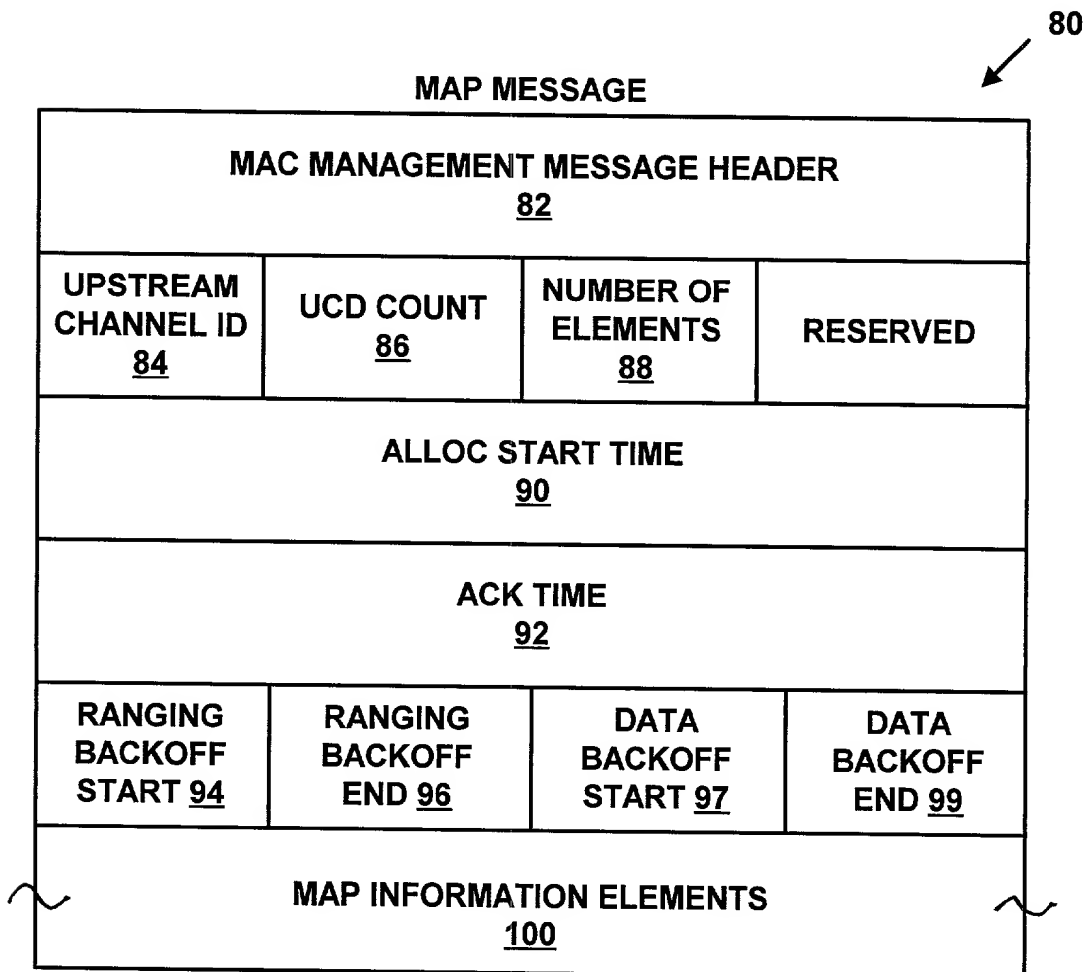 80
MAP MESSAGE
MAC MANAGEMENT MESSAGE HEADER
82
UPSTREAM
CHANNEL ID
84
UCD COUNT
86
NUMBER OF
ELEMENTS
88
RESERVED
ALLOC START TIME
90
ACK TIME
92
RANGING
BACKOFF
START 94
RANGING
BACKOFF
END 96
DATA
BACKOFF
START 97
DATA
BACKOFF
END 99
MAP INFORMATION ELEMENTS
100